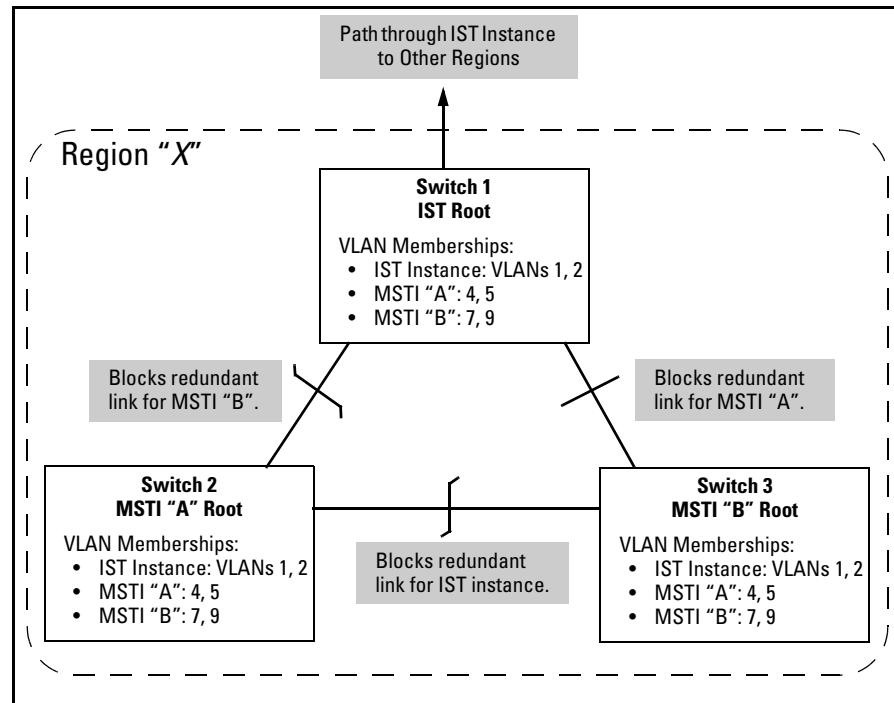 Path through IST Instance
to Other Regions
Region “X”
Switch 1
IST Root
VLAN Memberships:
• IST Instance: VLANs 1, 2
• MSTI “A”: 4, 5
• MSTI “B”: 7, 9
Blocks redundant
link for MSTI “B”.
Blocks redundant
link for MSTI “A”.
Switch 2
MSTI “A” Root
VLAN Memberships:
• IST Instance: VLANs 1, 2
• MSTI “A”: 4, 5
• MSTI “B”: 7, 9
Blocks redundant
link for IST instance.
Switch 3
MSTI “B” Root
VLAN Memberships:
• IST Instance: VLANs 1, 2
• MSTI “A”: 4, 5
• MSTI “B”: 7, 9